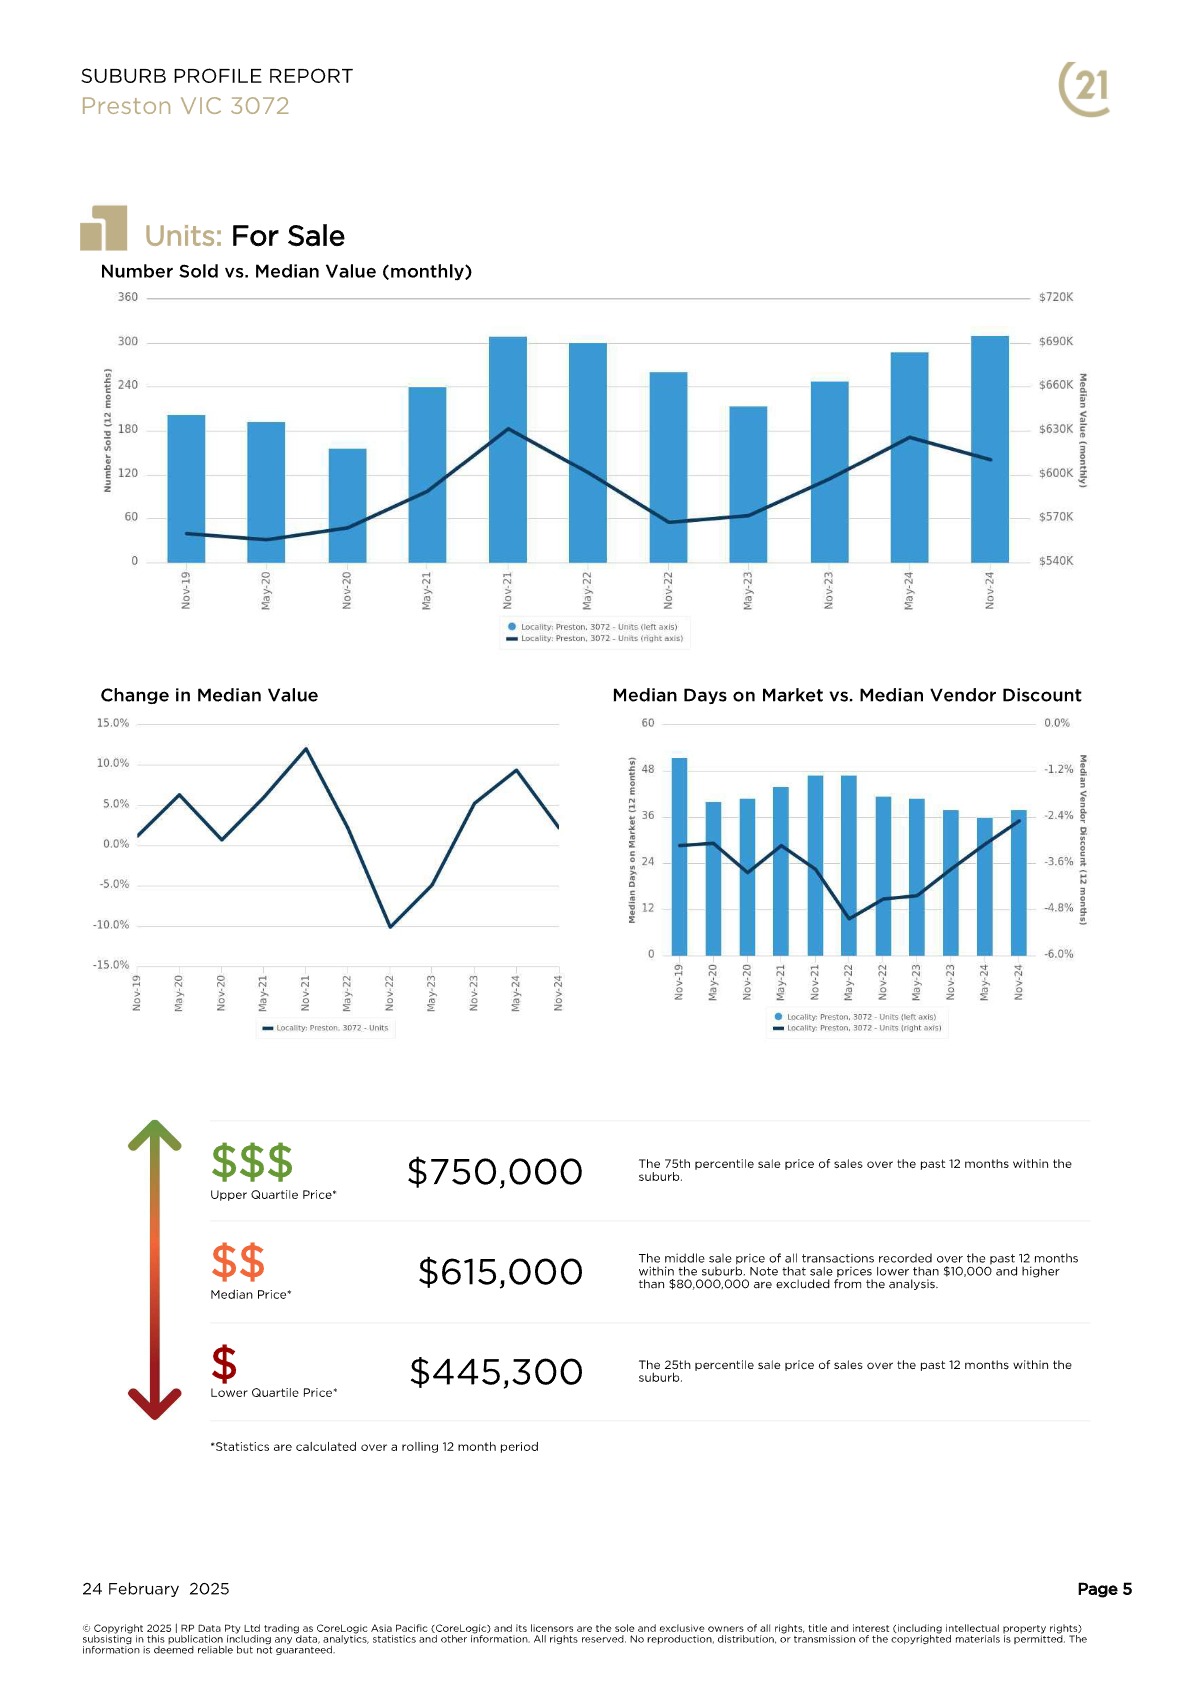 SUBURB PROFILE REPORT
Preston VIC 3072
21
Units: For Sale
Number Sold vs. Median Value (monthly)
360
300
240
180
120
60
0
Number Sold (12 months)
$720K
$690K
$660K
$630K
$600K
$570K
$540K
Median Value (monthly)
Nov-19
May-20
Nov-20
May-21
Nov-21
May-22
Nov-22
May-23
Nov-23
May-24
Nov-24
Locality: Preston, 3072 - Units (left axis)
Locality: Preston, 3072 - Units (right axis)
Change in Median Value
15.0%
10.0%
5.0%
0.0%
-5.0%
-10.0%
-15.0%
Nov-19
May-20
Nov-20
May-21
Nov-21
May-22
Nov-22
May-23
Nov-23
May-24
Nov-24
Locality: Preston, 3072 - Units
Median Days on Market vs. Median Vendor Discount
60
48
36
24
12
0
Median Days on Market (12 months)
0.0%
-1.2%
-2.4%
-3.6%
-4.8%
-6.0%
Median Vendor Discount (12 months)
Nov-19
May-20
Nov-20
May-21
Nov-21
May-22
Nov-22
May-23
Nov-23
May-24
Nov-24
Locality: Preston, 3072 - Units (left axis)
Locality: Preston, 3072 - Units (right axis)
$$$
Upper Quartile Price*
$750,000
The 75th percentile sale price of sales over the past 12 months within the
suburb.
$$
Median Price*
$615,000
The middle sale price of all transactions recorded over the past 12 months
within the suburb. Note that sale prices lower than $10,000 and higher
than $80,000,000 are excluded from the analysis.
$
Lower Quartile Price*
$445,300
The 25th percentile sale price of sales over the past 12 months within the
suburb.
*Statistics are calculated over a rolling 12 month period
24 February 2025
Page 5
© Copyright 2025 | RP Data Pty Ltd trading as CoreLogic Asia Pacific (CoreLogic) and its licensors are the sole and exclusive owners of all rights, title and interest (including intellectual property rights)
subsisting in this publication including any data, analytics, statistics and other information. All rights reserved. No reproduction, distribution, or transmission of the copyrighted materials is permitted. The
information is deemed reliable but not guaranteed.